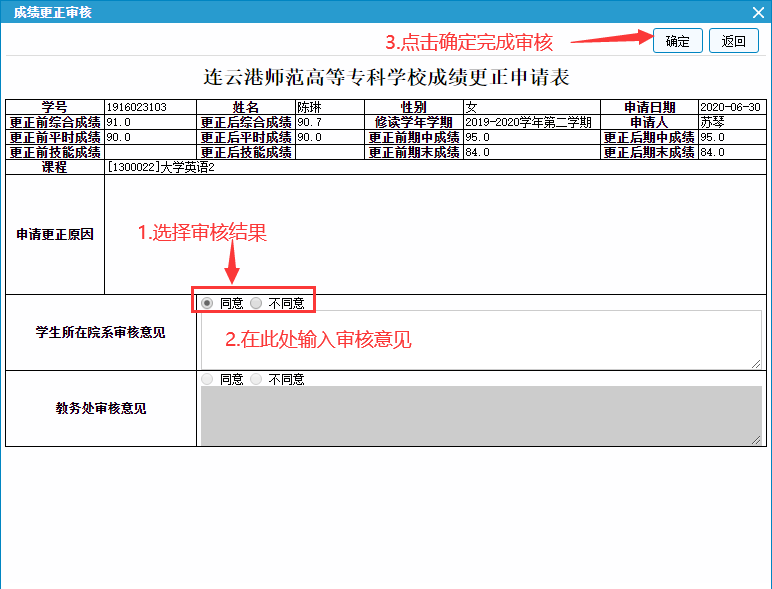 成绩更正审核
3.点击确定完成审核 确定 返回
连云港师范高等专科学校成绩更正申请表
学号 1916023103 姓名 陈琳 性别 女 申请日期 2020-06-30
更正前综合成绩 91.0 更正后综合成绩 90.7 修读学年学期 2019-2020学年第二学期 申请人 苏琴
更正前平时成绩 90.0 更正后平时成绩 90.0 更正前期中成绩 95.0 更正后期中成绩 95.0
更正前技能成绩 更正后技能成绩 更正前期末成绩 84.0 更正后期末成绩 84.0
课程 [1300022]大学英语2
1.选择审核结果
申请更正原因
同意 不同意
学生所在院系审核意见
2.在此处输入审核意见
同意 不同意
教务处审核意见